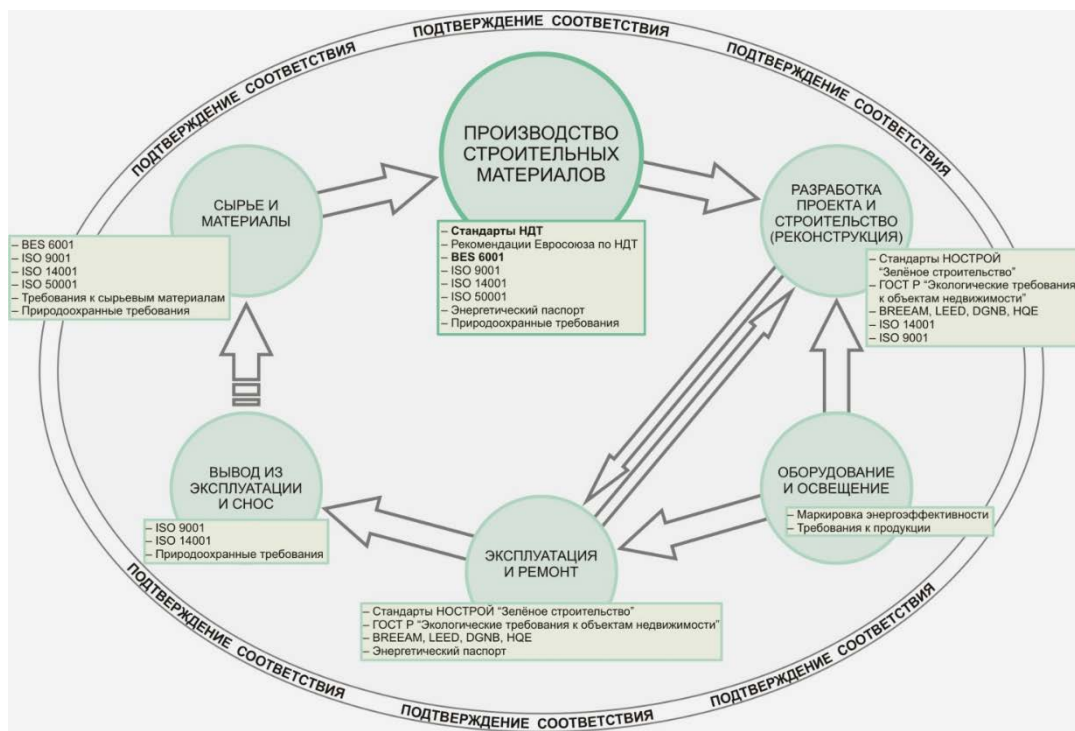 ПОДТВЕРЖДЕНИЕ СООТВЕТСТВИЯ
ПОДТВЕРЖДЕНИЕ СООТВЕТСТВИЯ
ПОДТВЕРЖДЕНИЕ СООТВЕТСТВИЯ
ПРОИЗВОДСТВО
СТРОИТЕЛЬНЫХ
МАТЕРИАЛОВ
– Стандарты НДТ
– Рекомендации Евросоюза по НДТ
– BES 6001
– ISO 9001
– ISO 14001
– ISO 50001
– Энергетический паспорт
– Природоохранные требования
СЫРЬЕ И
МАТЕРИАЛЫ
– BES 6001
– ISO 9001
– ISO 14001
– ISO 50001
– Требования к сырьевым материалам
– Природоохранные требования
РАЗРАБОТКА
ПРОЕКТА И
СТРОИТЕЛЬСТВО
(РЕКОНСТРУКЦИЯ)
– Стандарты НОСТРОЙ
“Зелёное строительство”
– ГОСТ Р “Экологические требования
к объектам недвижимости”
– BREEAM, LEED, DGNB, HQE
– ISO 14001
– ISO 9001
ВЫВОД ИЗ
ЭКСПЛУАТАЦИИ
И СНОС
– ISO 9001
– ISO 14001
– Природоохранные требования
ОБОРУДОВАНИЕ
И ОСВЕЩЕНИЕ
– Маркировка энергоэффективности
– Требования к продукции
ЭКСПЛУАТАЦИЯ
И РЕМОНТ
– Стандарты НОСТРОЙ “Зелёное строительство”
– ГОСТ Р “Экологические требования к объектам недвижимости”
– BREEAM, LEED, DGNB, HQE
– Энергетический паспорт
ПОДТВЕРЖДЕНИЕ СООТВЕТСТВИЯ
ПОДТВЕРЖДЕНИЕ СООТВЕТСТВИЯ
ПОДТВЕРЖДЕНИЕ СООТВЕТСТВИЯ